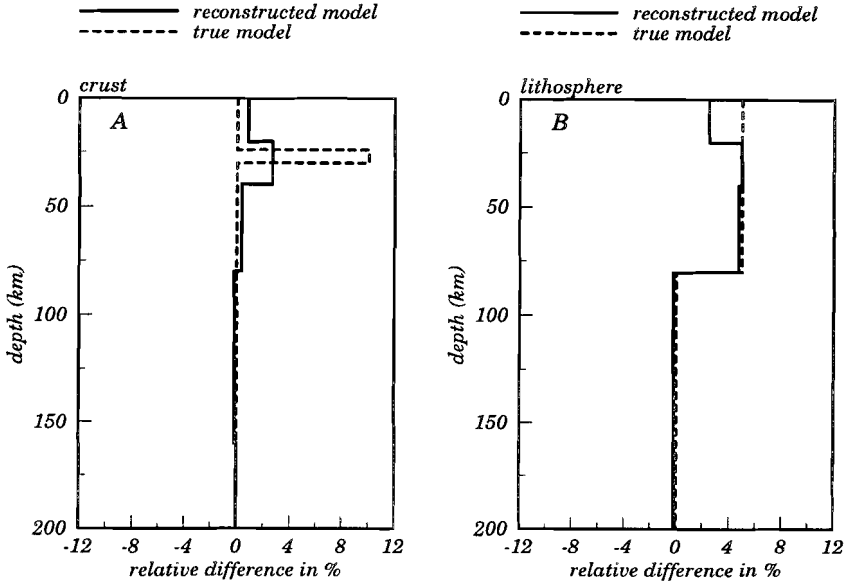 reconstructed model
true model
crust
A
0
50
100
150
200
depth (km)
-12 -8 -4 0 4 8 12
relative difference in %
reconstructed model
true model
lithosphere
B
0
50
100
150
200
depth (km)
-12 -8 -4 0 4 8 12
relative difference in %